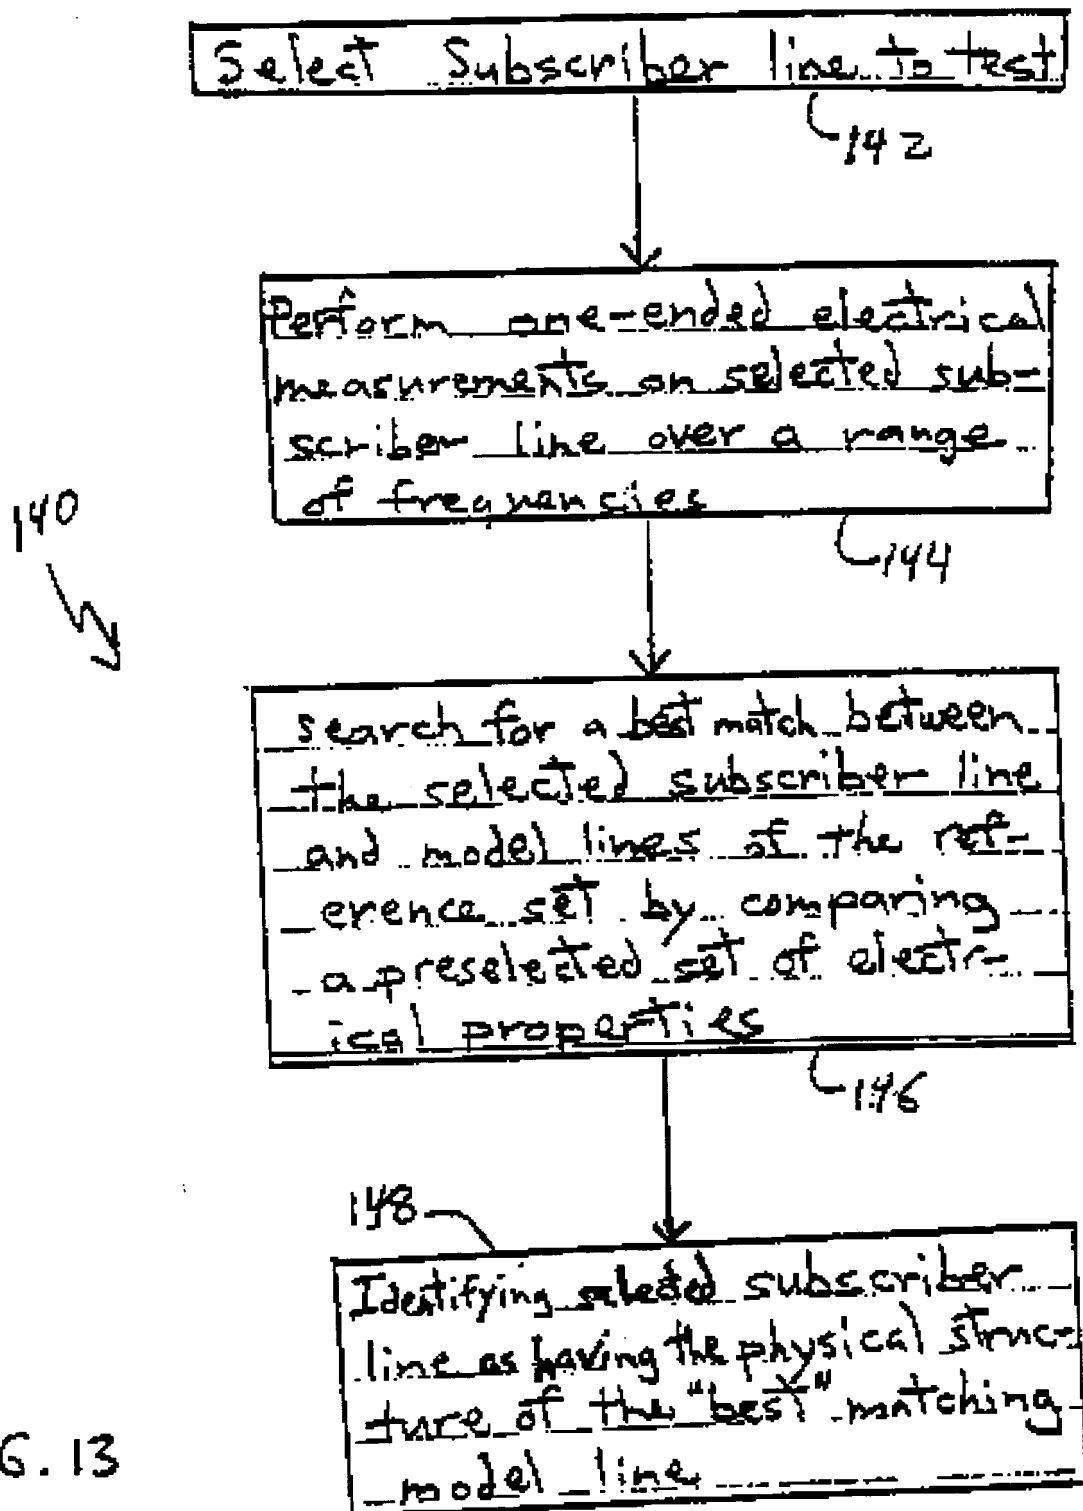 Select Subscriber line to test
142
Perform one-ended electrical
measurements on selected sub-
scriber line over a range
of frequencies
144
140
search for a best match between
the selected subscriber line
and model lines of the ref-
erence set by comparing
a preselected set of electr-
ical properties
146
148
Identifying selected subscriber
line as having the physical struc-
ture of the "best" matching
model line
G. 13